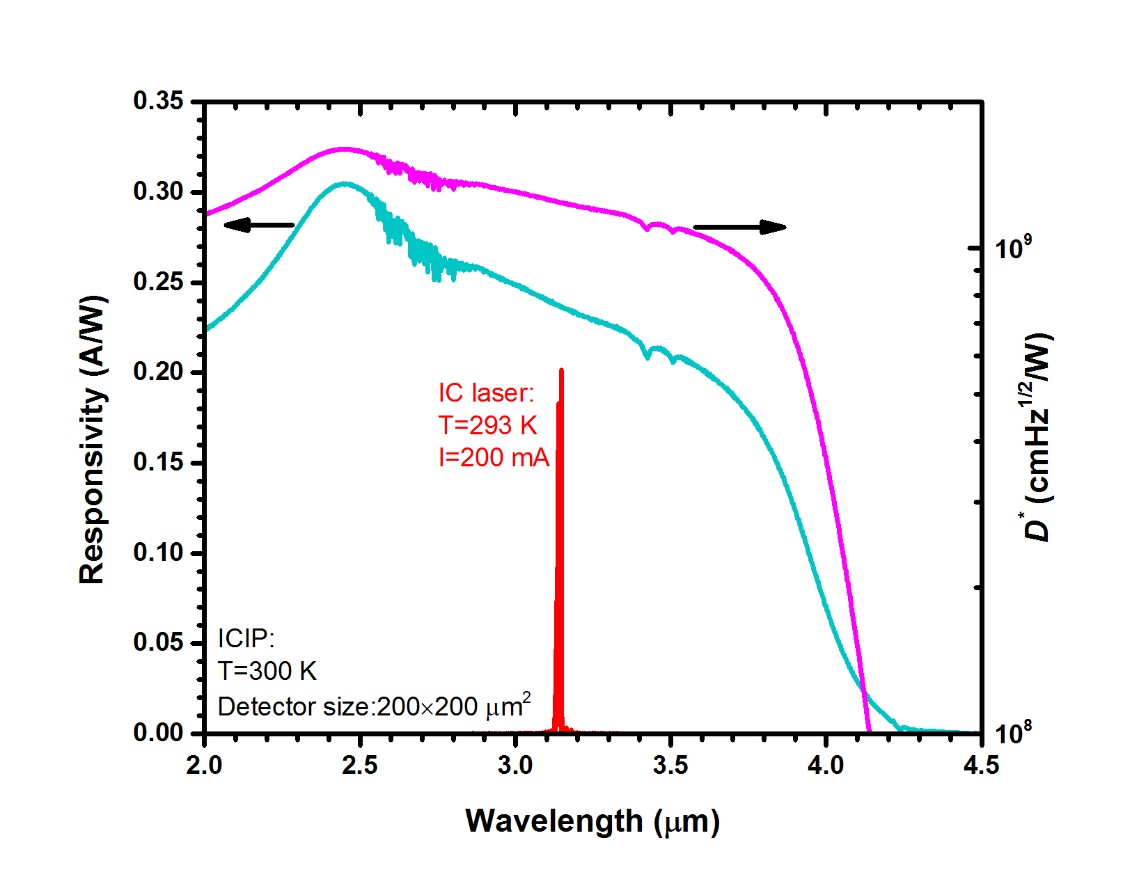 0.35
0.30
0.25
0.20
0.15
0.10
0.05
0.00
Responsivity (A/W)
IC laser:
T=293 K
I=200 mA
ICIP:
T=300 K
Detector size:200×200 μm²
10⁹
10⁸
D* (cmHz¹/²/W)
2.0 2.5 3.0 3.5 4.0 4.5
Wavelength (μm)